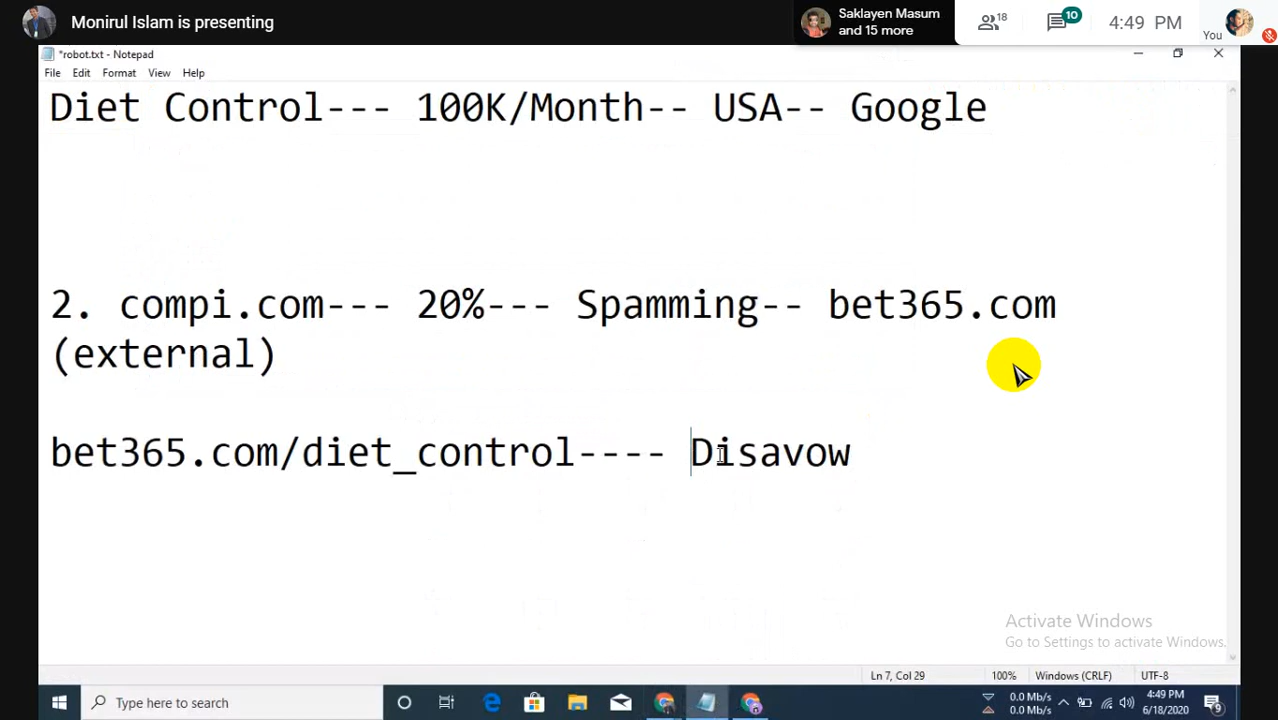 Monirul Islam is presenting
Saklayen Masum
and 15 more
18
10
4:49 PM
You
*robot.txt - Notepad
File Edit Format View Help
Diet Control--- 100K/Month-- USA-- Google
2. compi.com--- 20%--- Spamming-- bet365.com
(external)
bet365.com/diet_control---- Disavow
Activate Windows
Go to Settings to activate Windows.
Ln 7, Col 29
100%
Windows (CRLF)
UTF-8
Type here to search
0.0 Mb/s
0.0 Mb/s
4:49 PM
6/18/2020
9